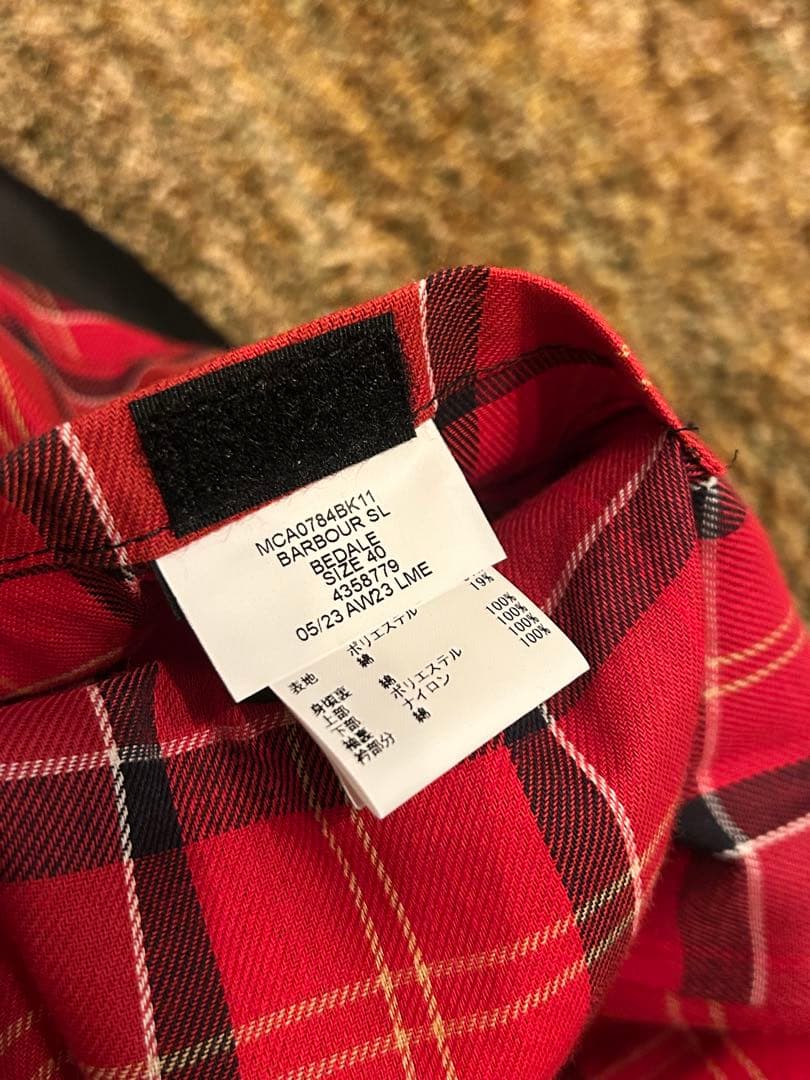 MCA0784BK11
BARBOUR SL
BEDALE
SIZE 40
4358779
05/23 AW23 LME
19%
表地 ポリエステル
綿 100%
身頃裏
上部 綿 100%
下部 ポリエステル 100%
袖裏 ナイロン 100%
衿部分 綿